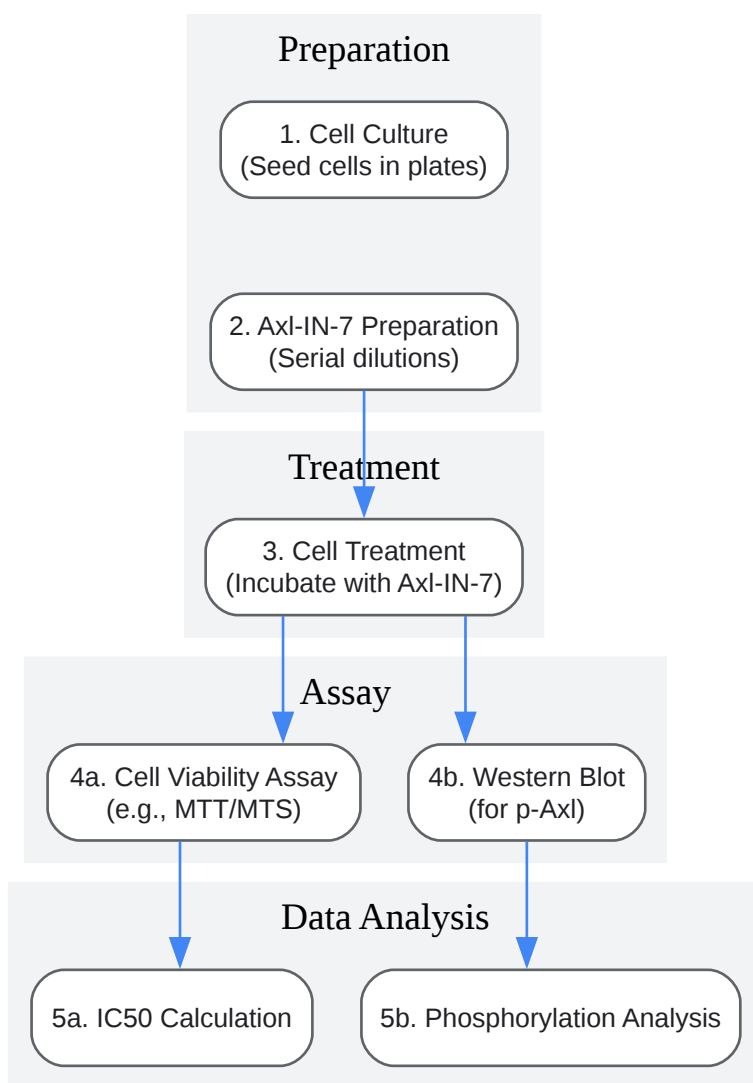 Preparation
1. Cell Culture
(Seed cells in plates)
2. Axl-IN-7 Preparation
(Serial dilutions)
Treatment
3. Cell Treatment
(Incubate with Axl-IN-7)
Assay
4a. Cell Viability Assay
(e.g., MTT/MTS)
4b. Western Blot
(for p-Axl)
Data Analysis
5a. IC50 Calculation
5b. Phosphorylation Analysis